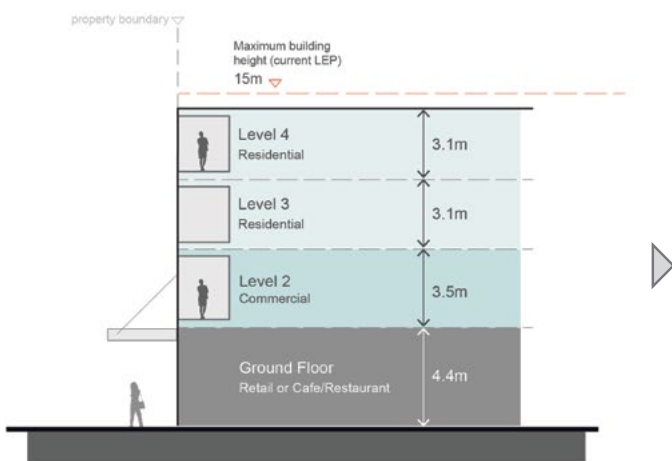 property boundary
Maximum building
height (current LEP)
15m
Level 4
Residential
3.1m
Level 3
Residential
3.1m
Level 2
Commercial
3.5m
Ground Floor
Retail or Cafe/Restaurant
4.4m